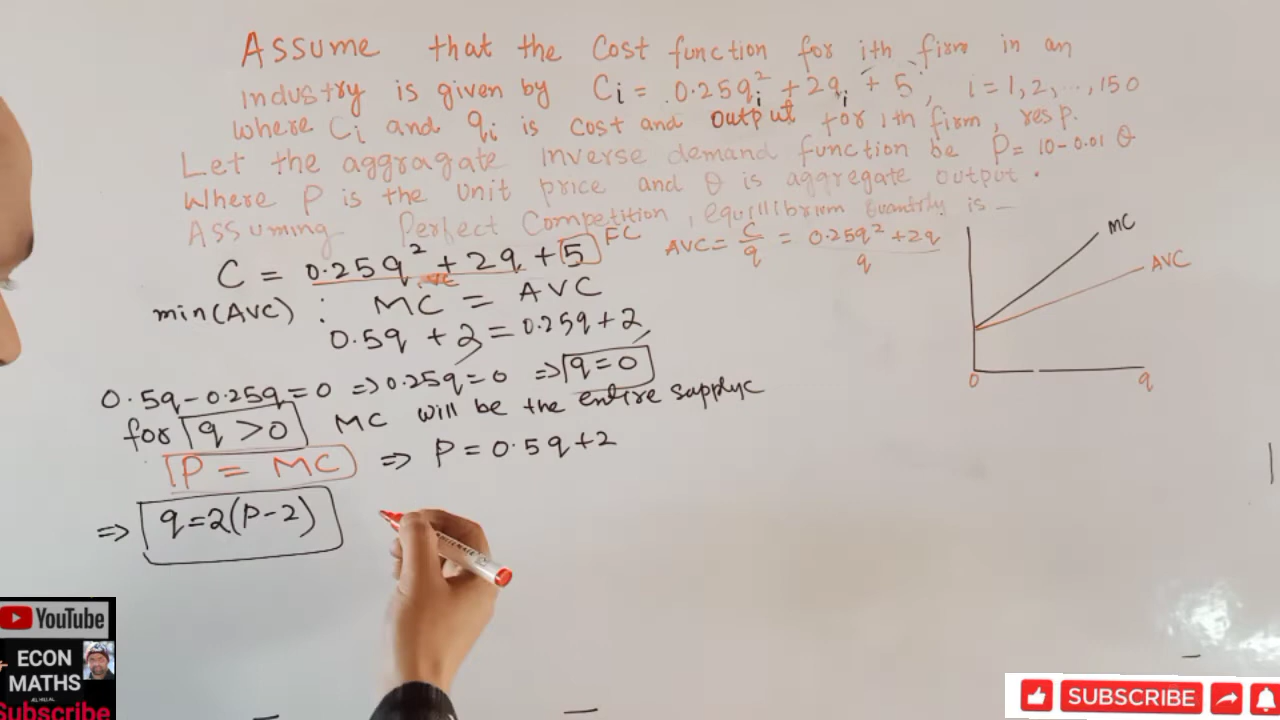 Assume that the Cost function for ith firm in an
industry is given by Ci = 0.25qi² + 2qi + 5, i = 1, 2, ..., 150
where Ci and qi is cost and output for ith firm, resp.
Let the aggragate inverse demand function be P = 10 - 0.01 Q
Where P is the unit price and Q is aggregate output.
Assuming Perfect Competition, equillibrium quantity is —
C = 0.25q² + 2q + 5 FC
VC
AVC = C/q = 0.25q² + 2q / q
min(AVC) : MC = AVC
0.5q + 2 = 0.25q + 2
0.5q - 0.25q = 0 => 0.25q = 0 => q = 0
for q > 0 MC will be the entire supplyc
P = MC => P = 0.5q + 2
=> q = 2(P - 2)
MC
AVC
0 q
YouTube
ECON
MATHS
Subscribe
SUBSCRIBE